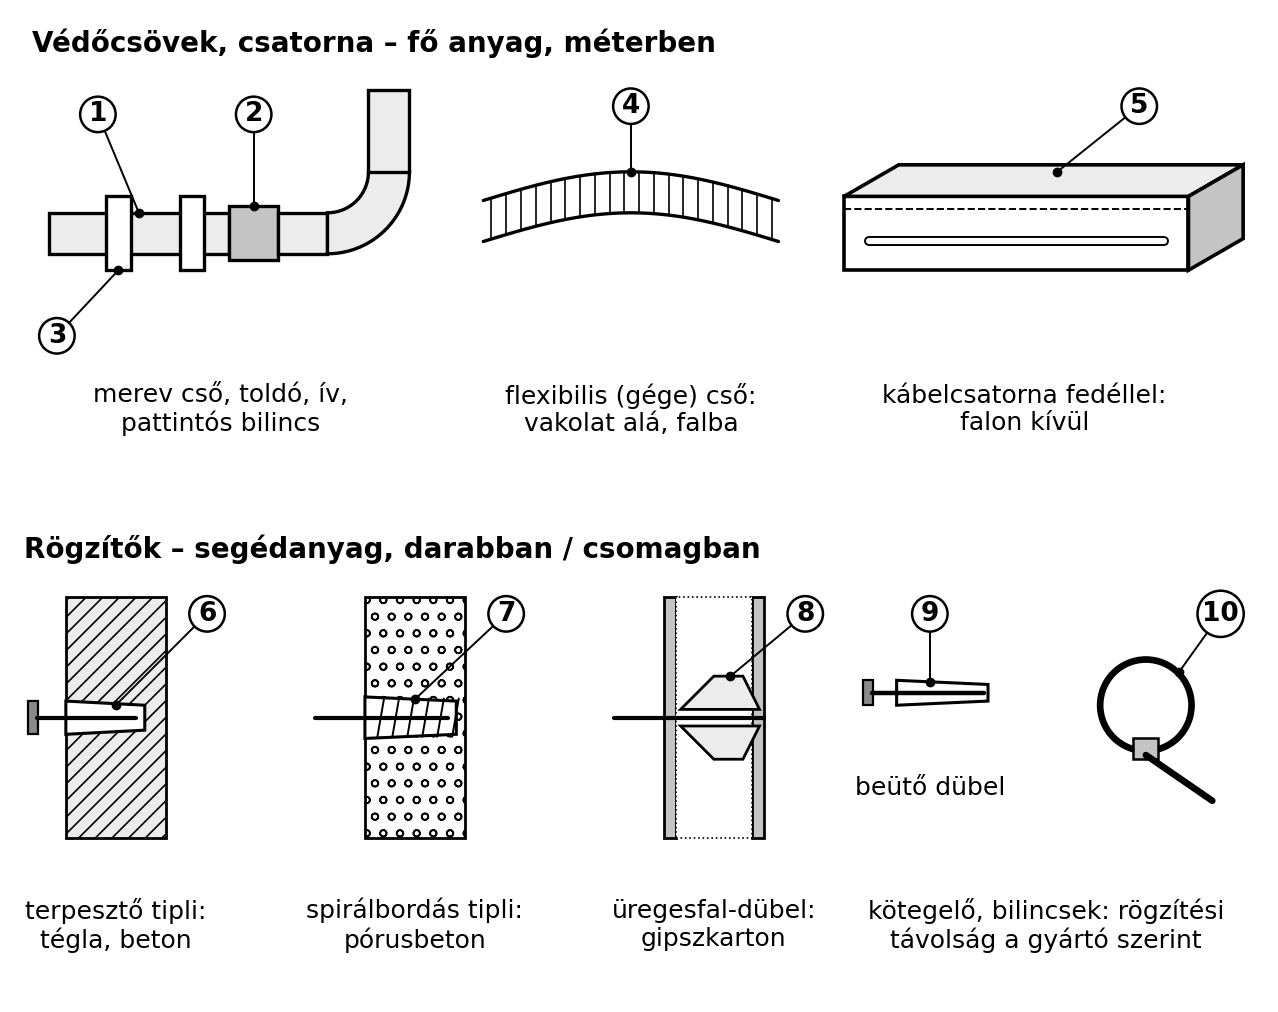 Védőcsövek, csatorna – fő anyag, méterben
1
2
4
5
3
merev cső, toldó, ív,
pattintós bilincs
flexibilis (gége) cső:
vakolat alá, falba
kábelcsatorna fedéllel:
falon kívül
Rögzítők – segédanyag, darabban / csomagban
6
7
8
9
10
beütő dübel
terpesztő tipli:
tégla, beton
spirálbordás tipli:
pórusbeton
üregesfal-dübel:
gipszkarton
kötegelő, bilincsek: rögzítési
távolság a gyártó szerint